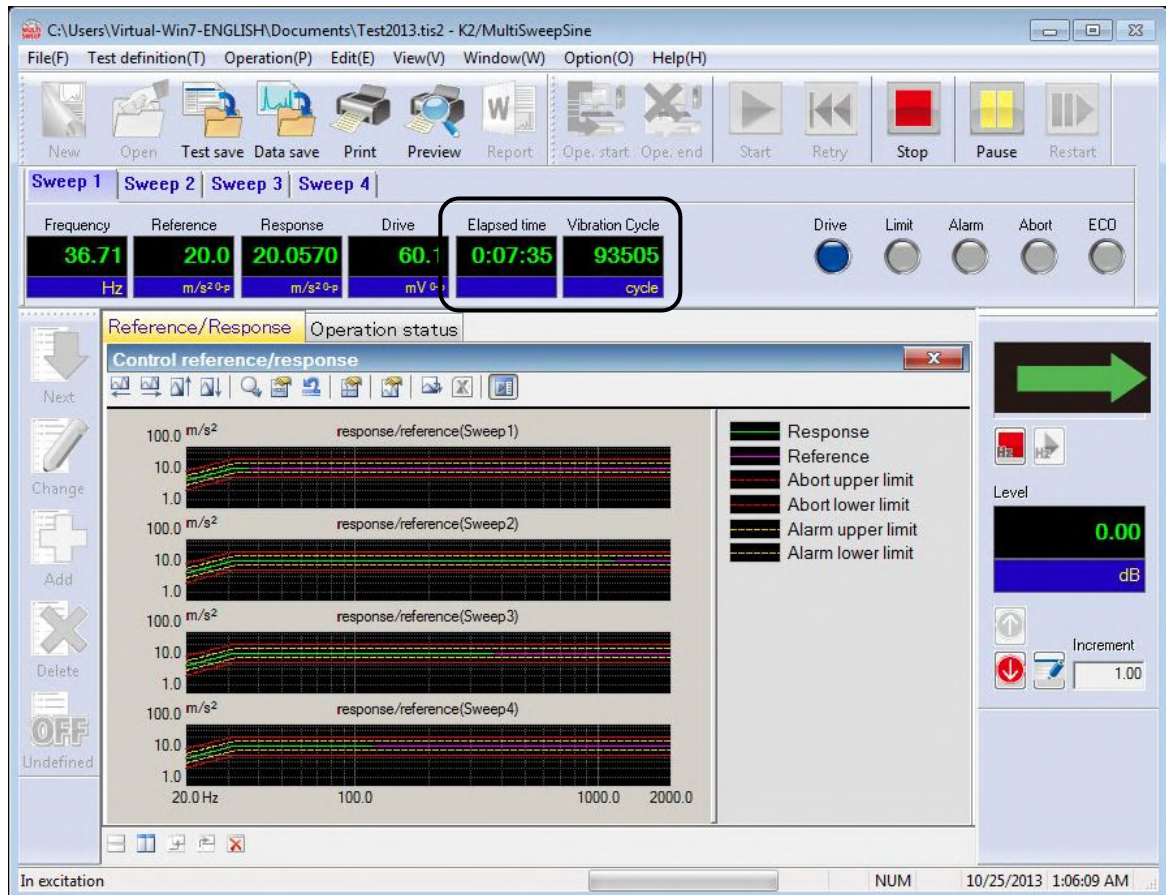 C:\Users\Virtual-Win7-ENGLISH\Documents\Test2013.tis2 - K2/MultiSweepSine
File(F) Test definition(T) Operation(P) Edit(E) View(V) Window(W) Option(O) Help(H)
New Open Test save Data save Print Preview Report Ope. start Ope. end Start Retry Stop Pause Restart
Sweep 1 Sweep 2 Sweep 3 Sweep 4
Frequency Reference Response Drive Elapsed time Vibration Cycle Drive Limit Alarm Abort ECO
36.71 20.0 20.0570 60.1 0:07:35 93505
Hz m/s² 0-p m/s² 0-p mV 0-p cycle
Reference/Response Operation status
Control reference/response
Next
Change
Add
Delete
OFF
Undefined
100.0 m/s² response/reference(Sweep1)
10.0
1.0
100.0 m/s² response/reference(Sweep2)
10.0
1.0
100.0 m/s² response/reference(Sweep3)
10.0
1.0
100.0 m/s² response/reference(Sweep4)
10.0
1.0
20.0 Hz 100.0 1000.0 2000.0
Response
Reference
Abort upper limit
Abort lower limit
Alarm upper limit
Alarm lower limit
Hz Hz
Level
0.00
dB
Increment
1.00
In excitation NUM 10/25/2013 1:06:09 AM